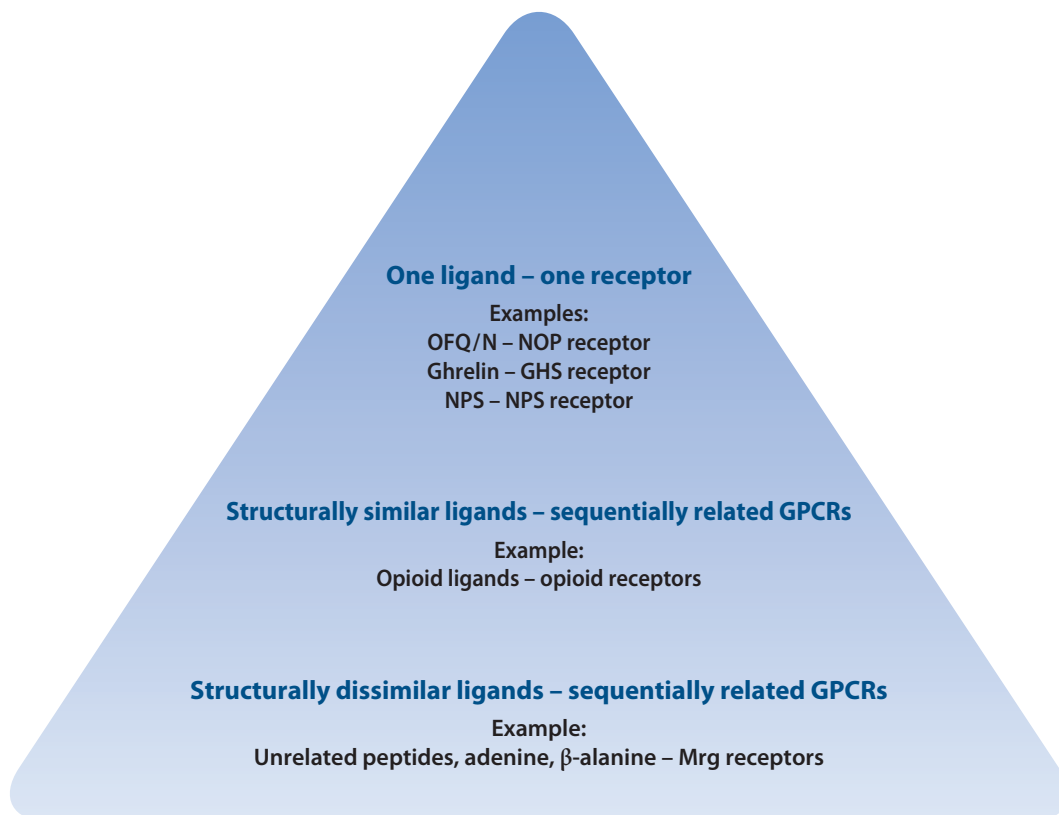 One ligand – one receptor
Examples:
OFQ/N – NOP receptor
Ghrelin – GHS receptor
NPS – NPS receptor
Structurally similar ligands – sequentially related GPCRs
Example:
Opioid ligands – opioid receptors
Structurally dissimilar ligands – sequentially related GPCRs
Example:
Unrelated peptides, adenine, β-alanine – Mrg receptors